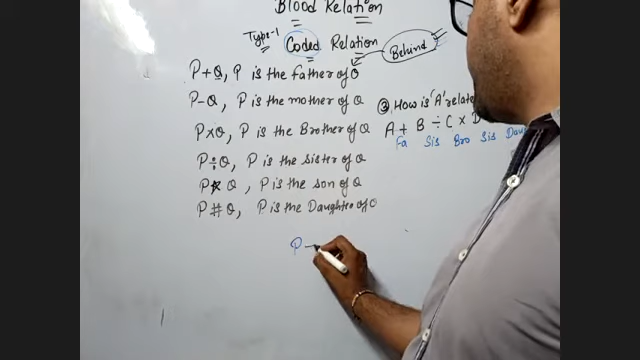 Blood Relation
Type-1 Coded Relation
Behind
P + Q, P is the father of Q
P - Q, P is the mother of Q
P × Q, P is the Brother of Q
P ÷ Q, P is the sister of Q
P * Q, P is the son of Q
P # Q, P is the Daughter of Q
③ How is 'A' relate
A + B ÷ C × D
Fa Sis Bro Sis Dau
P -